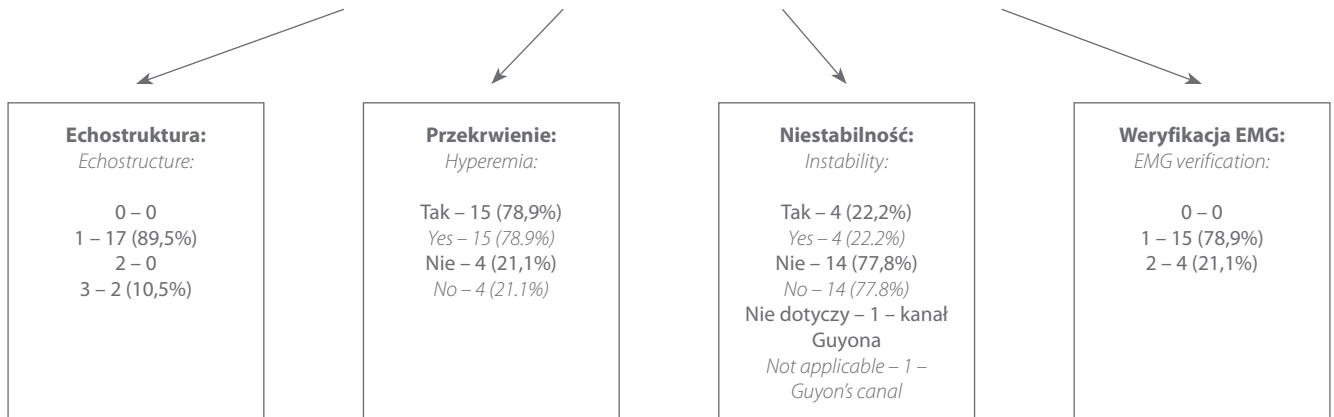 Echostruktura:
Echostructure:
0 – 0
1 – 17 (89,5%)
2 – 0
3 – 2 (10,5%)
Przekrwienie:
Hyperemia:
Tak – 15 (78,9%)
Yes – 15 (78.9%)
Nie – 4 (21,1%)
No – 4 (21.1%)
Niestabilność:
Instability:
Tak – 4 (22,2%)
Yes – 4 (22.2%)
Nie – 14 (77,8%)
No – 14 (77.8%)
Nie dotyczy – 1 – kanał
Guyona
Not applicable – 1 –
Guyon's canal
Weryfikacja EMG:
EMG verification:
0 – 0
1 – 15 (78,9%)
2 – 4 (21,1%)